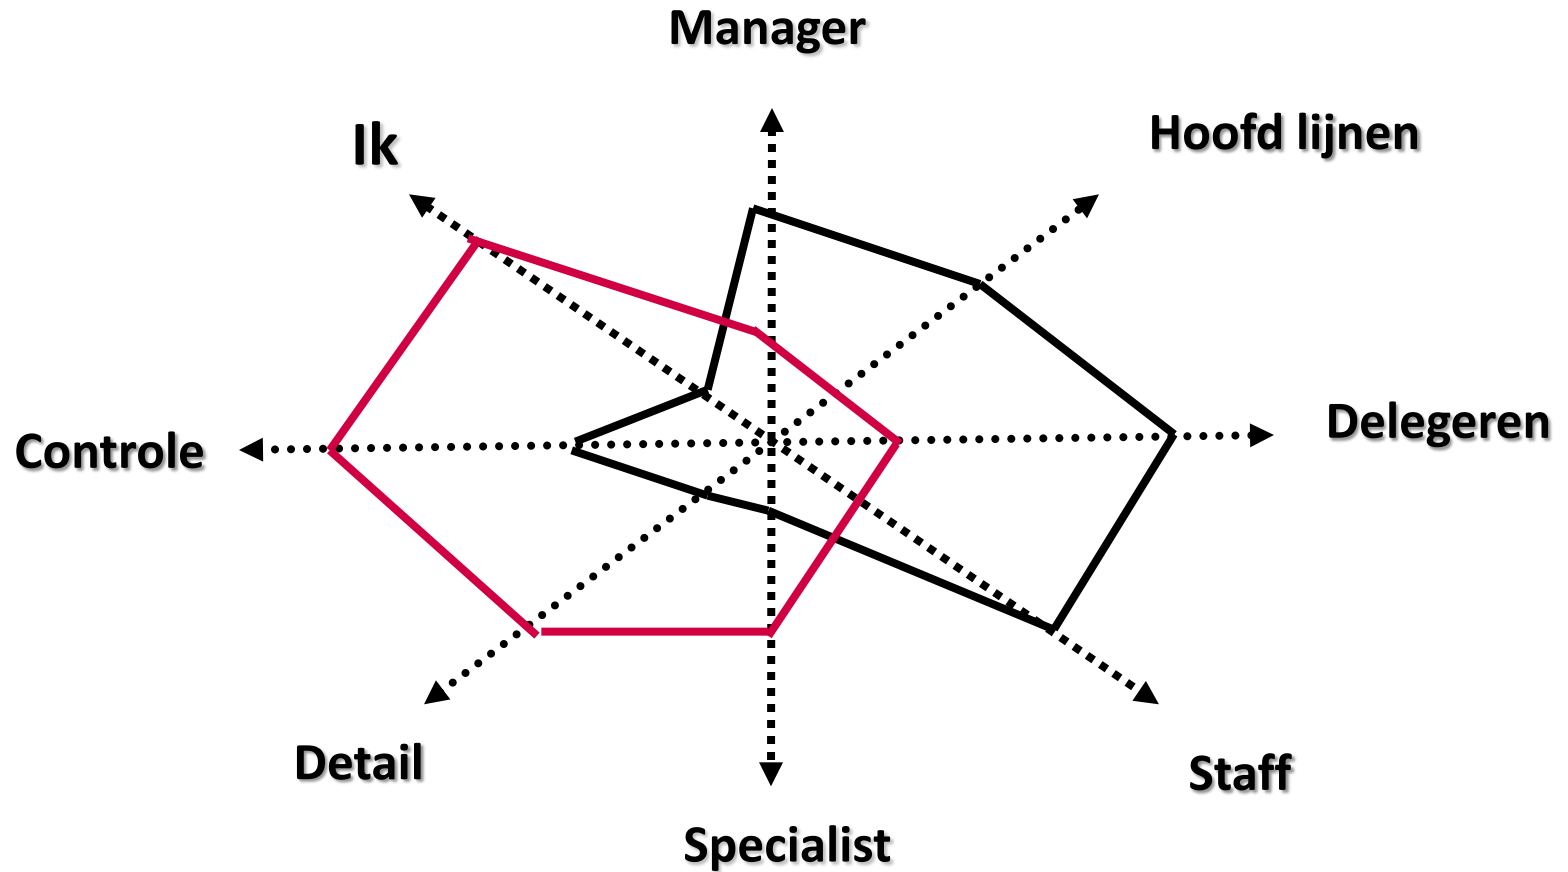 Manager
Ik
Hoofd lijnen
Controle
Delegeren
Detail
Staff
Specialist